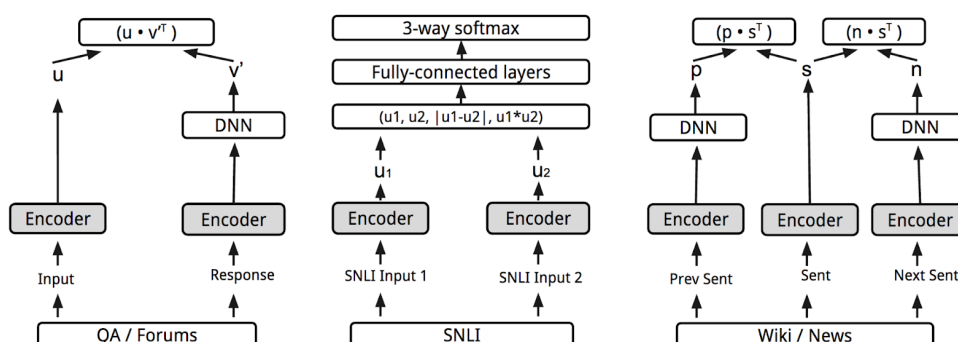 (u • v'ᵀ)
u
v'
DNN
Encoder
Encoder
Input
Response
QA / Forums
3-way softmax
Fully-connected layers
(u1, u2, |u1-u2|, u1*u2)
u₁
u₂
Encoder
Encoder
SNLI Input 1
SNLI Input 2
SNLI
(p • sᵀ)
(n • sᵀ)
p
s
n
DNN
DNN
Encoder
Encoder
Encoder
Prev Sent
Sent
Next Sent
Wiki / News